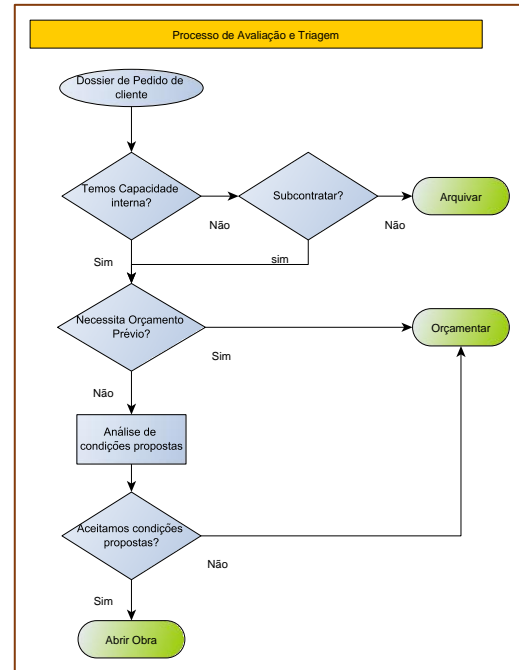 Processo de Avaliação e Triagem
Dossier de Pedido de
cliente
Temos Capacidade
interna?
Subcontratar?
Arquivar
Não
Não
Sim
sim
Necessita Orçamento
Prévio?
Orçamentar
Sim
Não
Análise de
condições propostas
Aceitamos condições
propostas?
Não
Sim
Abrir Obra